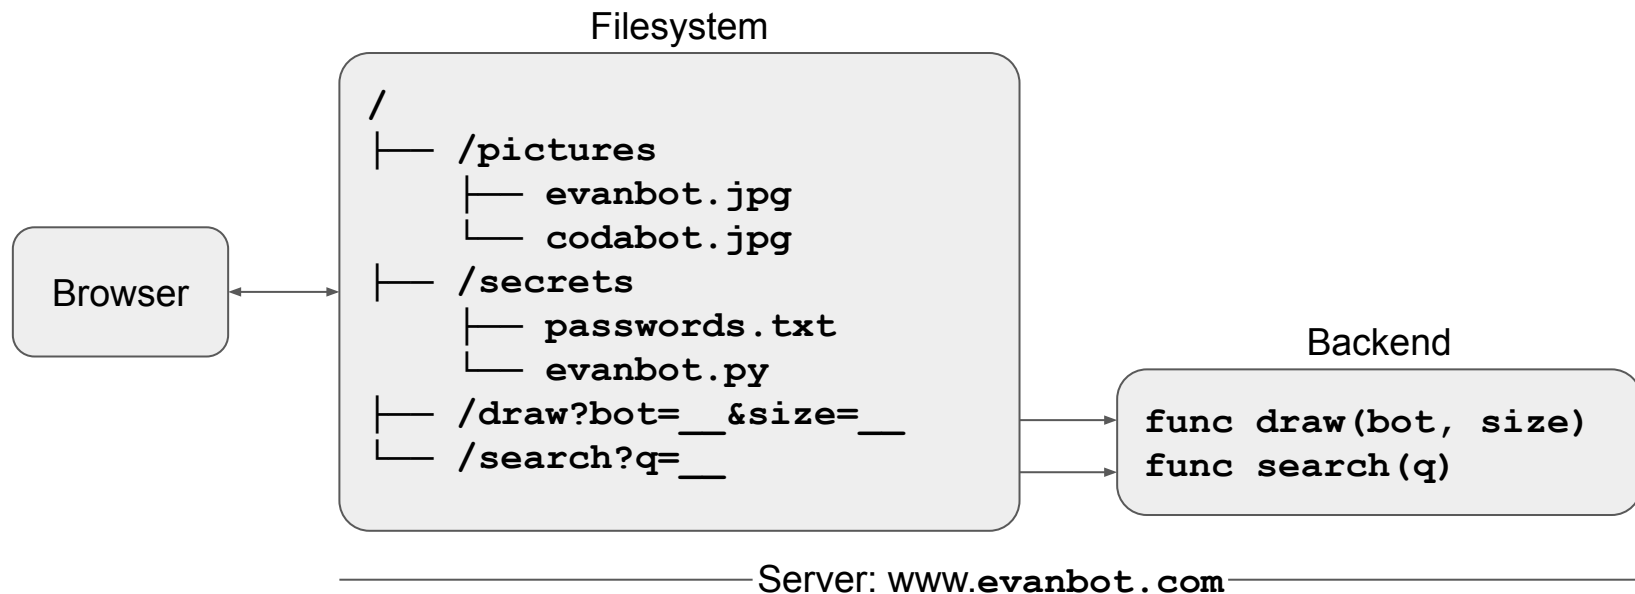 Filesystem
/
├── /pictures
├── evanbot.jpg
└── codabot.jpg
├── /secrets
├── passwords.txt
└── evanbot.py
├── /draw?bot=__&size=__
└── /search?q=__
Browser
Backend
func draw(bot, size)
func search(q)
Server: www.evanbot.com